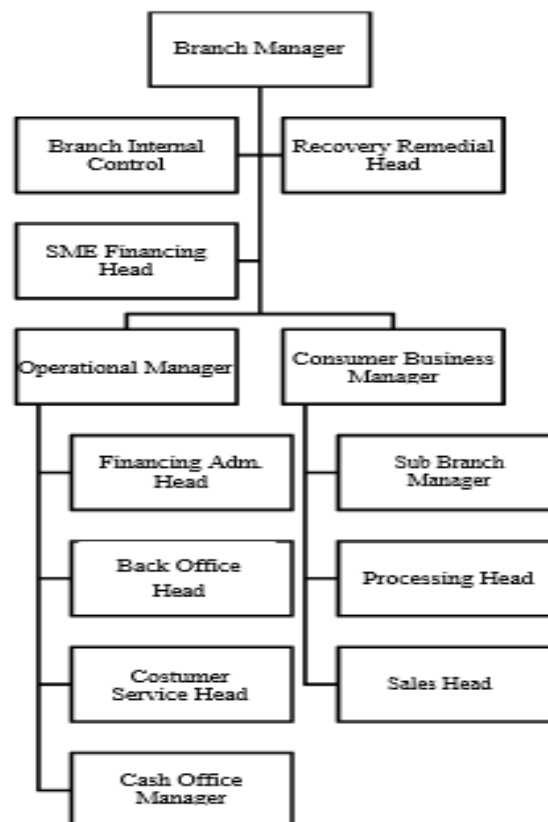 Branch Manager
Branch Internal
Control
Recovery Remedial
Head
SME Financing
Head
Operational Manager
Consumer Business
Manager
Financing Adm.
Head
Sub Branch
Manager
Back Office
Head
Processing Head
Costumer
Service Head
Sales Head
Cash Office
Manager